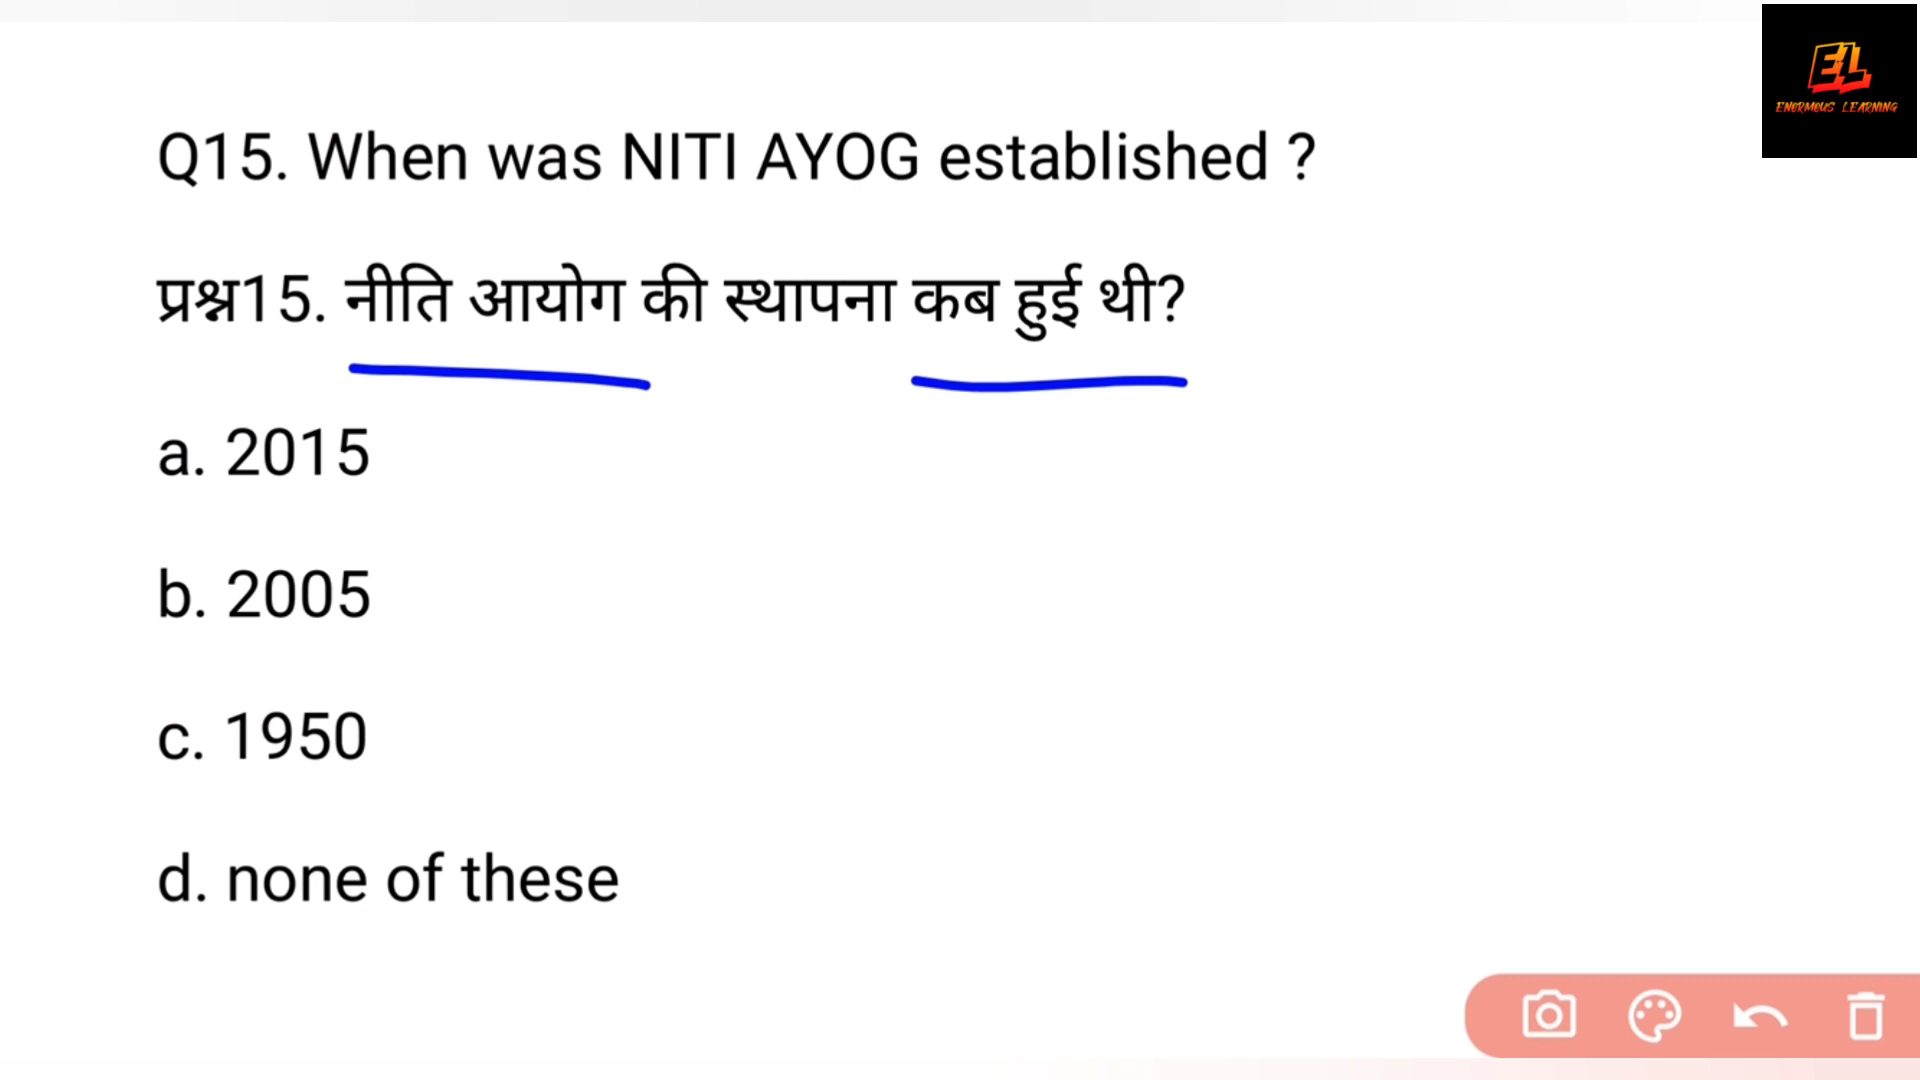 EL
ENORMOUS LEARNING
Q15. When was NITI AYOG established ?
प्रश्न15. नीति आयोग की स्थापना कब हुई थी?
a. 2015
b. 2005
c. 1950
d. none of these